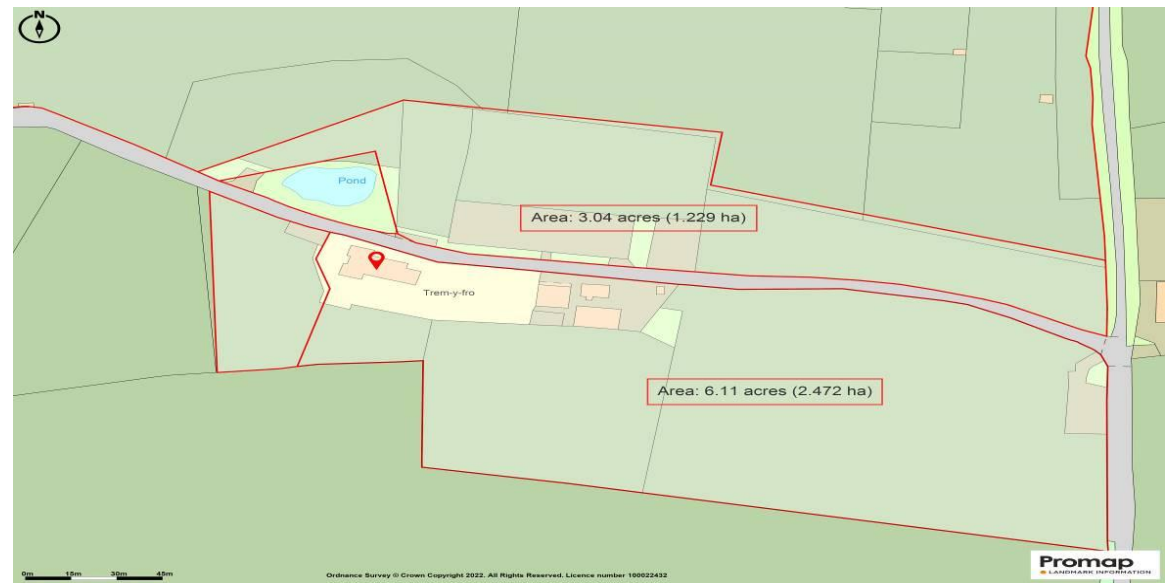 N
Pond
Area: 3.04 acres (1.229 ha)
Trem-y-fro
Area: 6.11 acres (2.472 ha)
0m 15m 30m 45m
Ordnance Survey © Crown Copyright 2022. All Rights Reserved. Licence number 100022432
Promap
LANDMARK INFORMATION